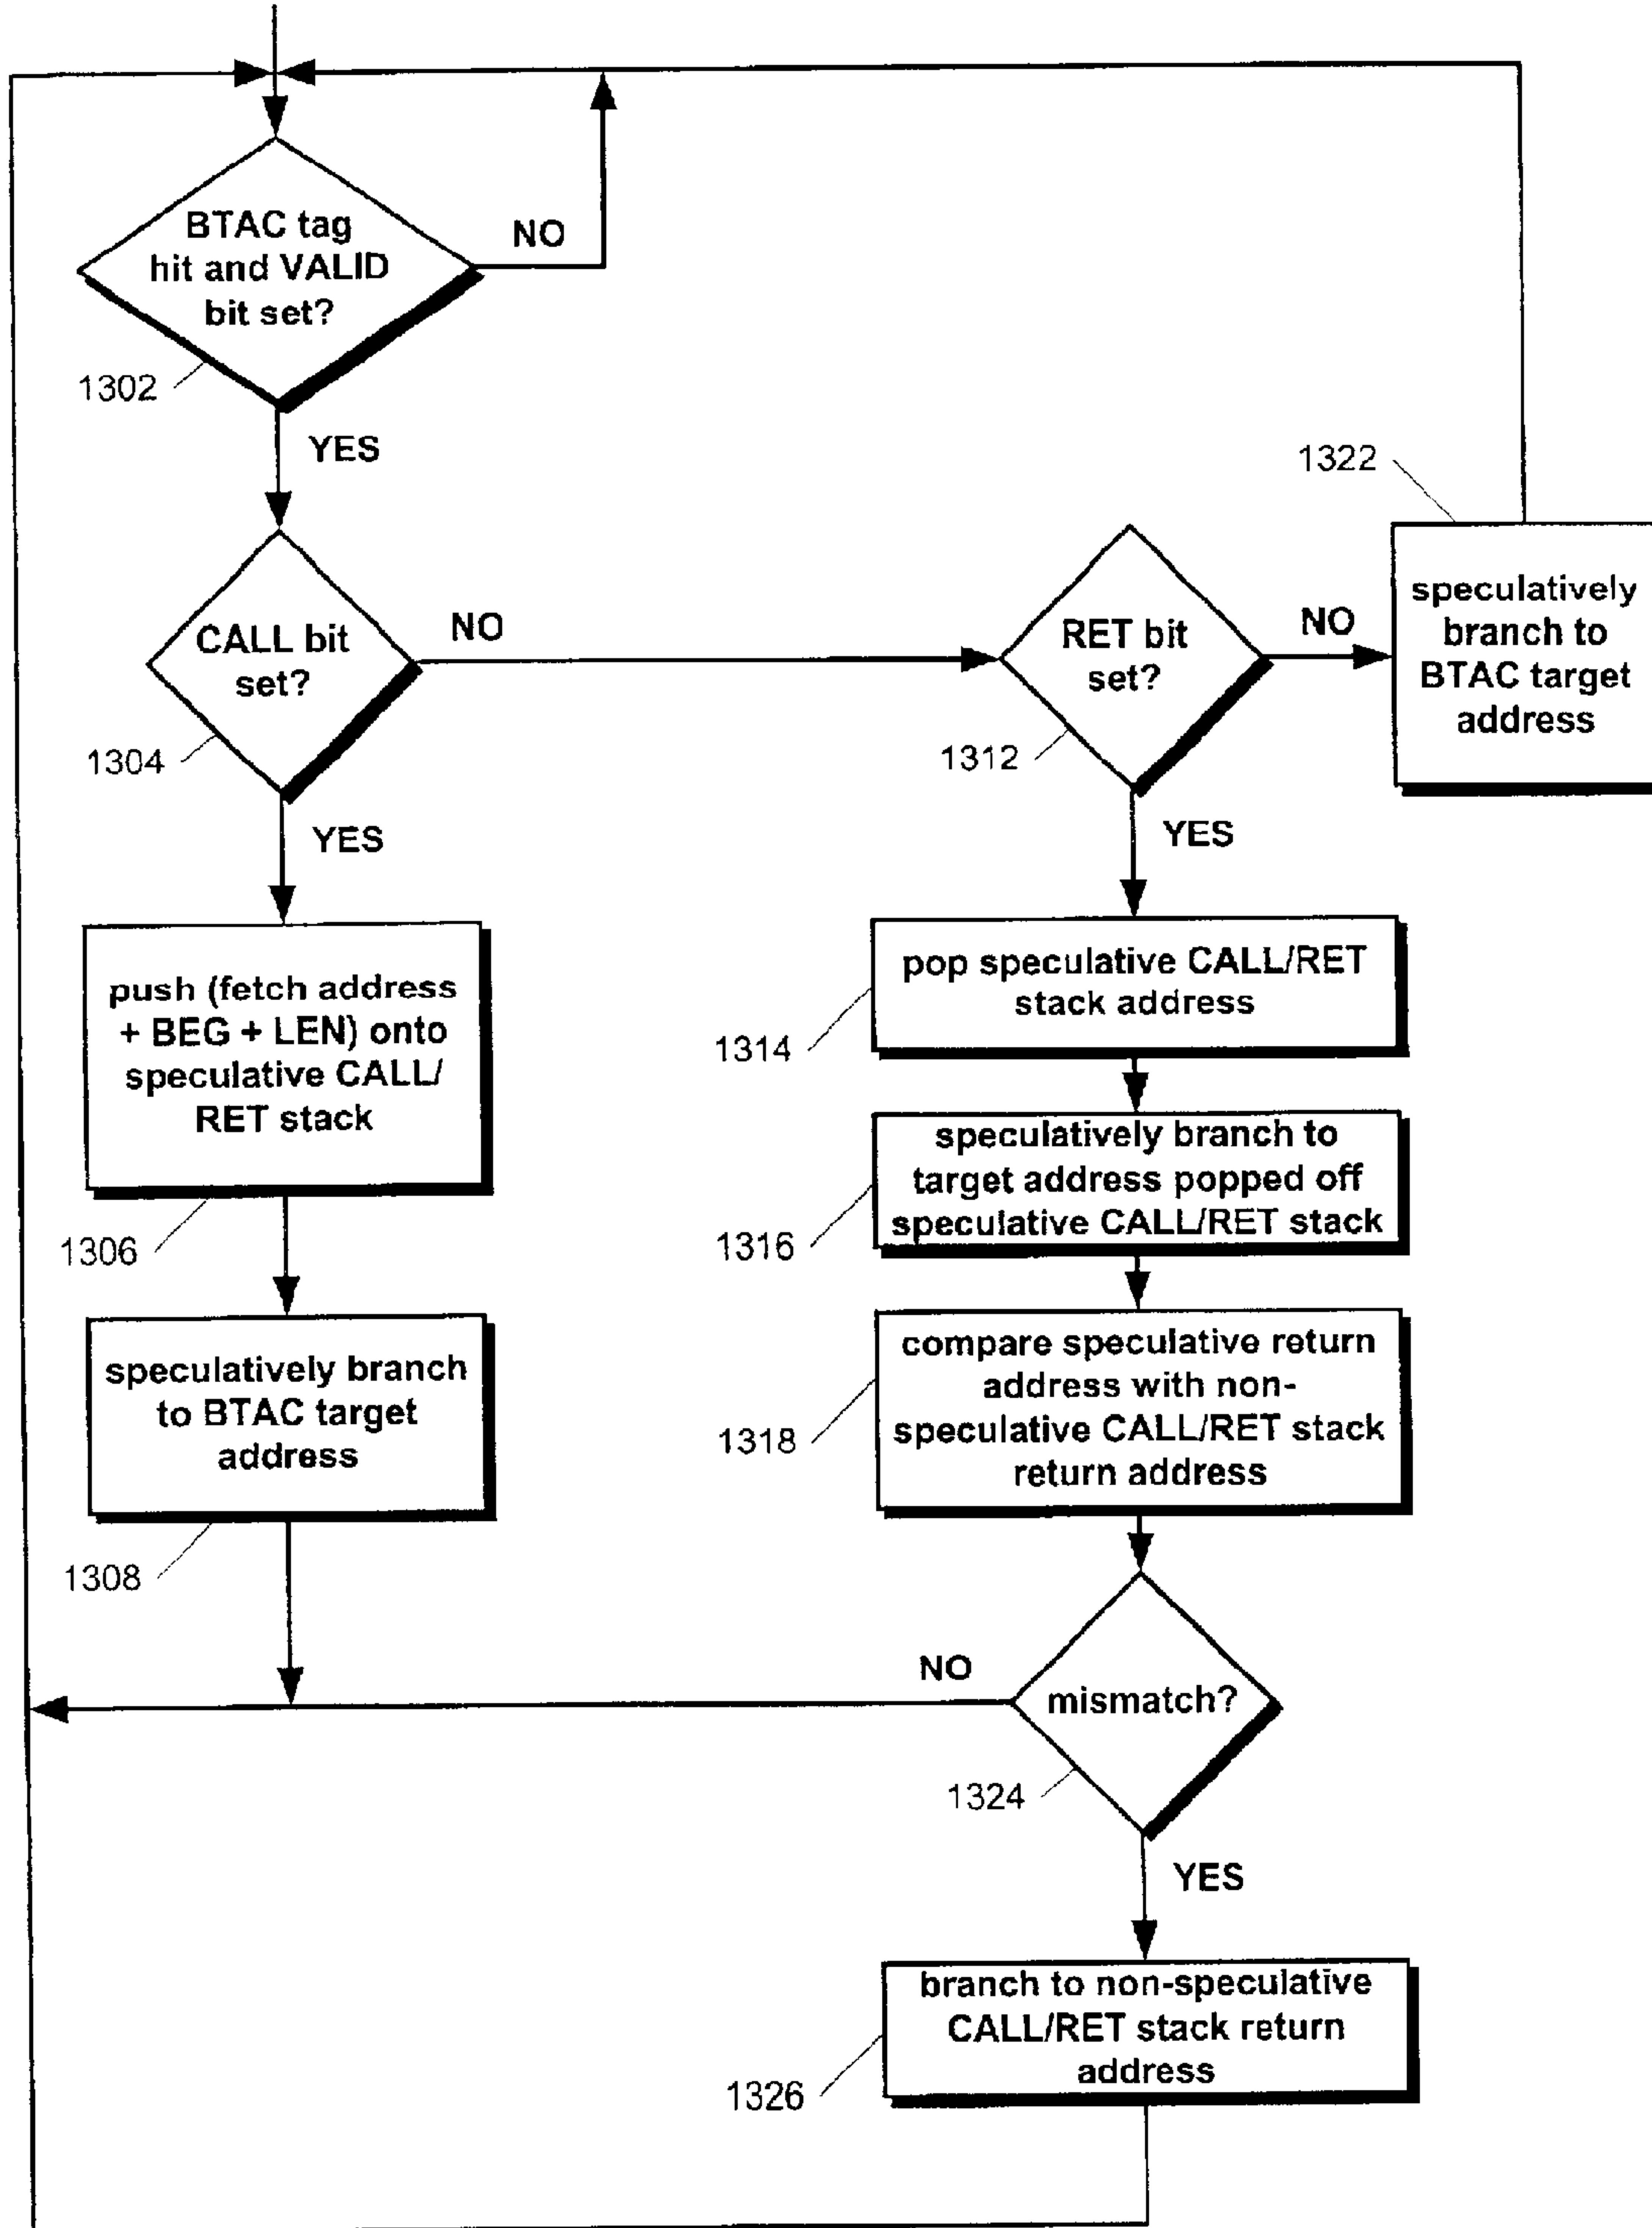 BTAC tag
hit and VALID
bit set?
NO
1302
YES
CALL bit
set?
NO
1304
YES
RET bit
set?
NO
1312
YES
1322
speculatively
branch to
BTAC target
address
push (fetch address
+ BEG + LEN) onto
speculative CALL/
RET stack
1306
speculatively branch
to BTAC target
address
1308
pop speculative CALL/RET
stack address
1314
speculatively branch to
target address popped off
speculative CALL/RET stack
1316
compare speculative return
address with non-
speculative CALL/RET stack
return address
1318
NO
mismatch?
1324
YES
branch to non-speculative
CALL/RET stack return
address
1326